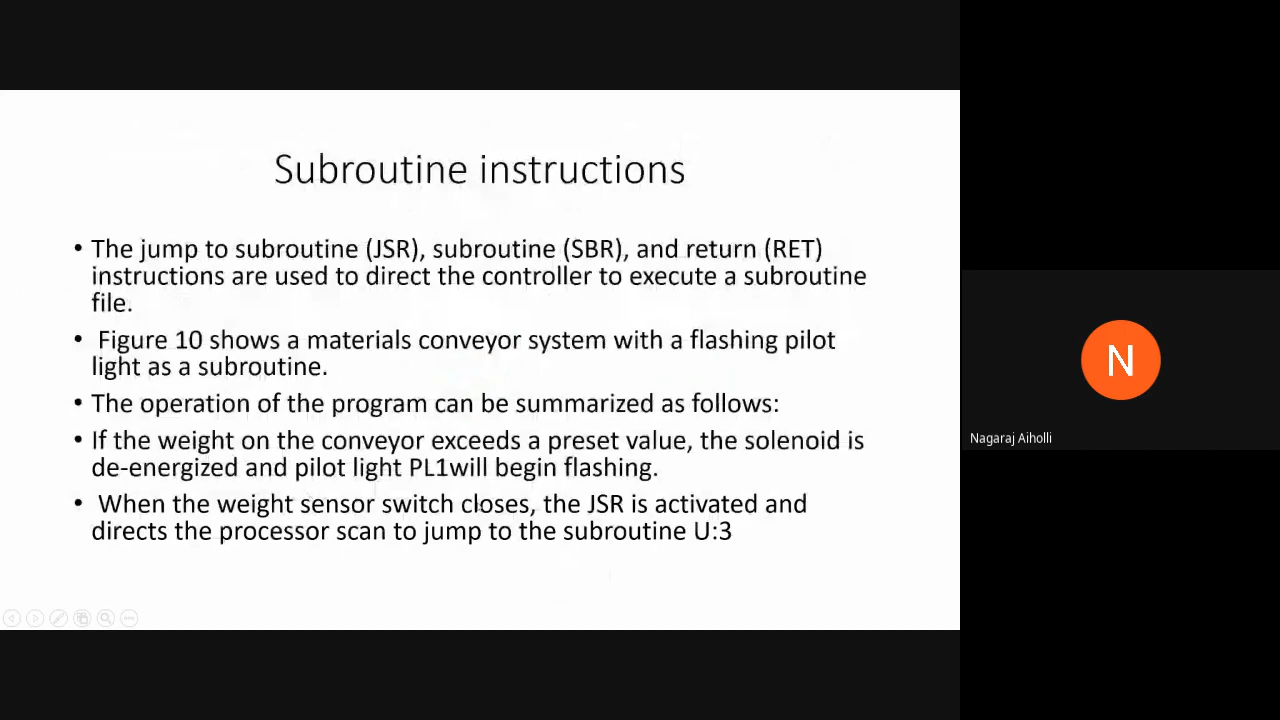 Subroutine instructions
• The jump to subroutine (JSR), subroutine (SBR), and return (RET)
instructions are used to direct the controller to execute a subroutine
file.
• Figure 10 shows a materials conveyor system with a flashing pilot
light as a subroutine.
• The operation of the program can be summarized as follows:
• If the weight on the conveyor exceeds a preset value, the solenoid is
de-energized and pilot light PL1will begin flashing.
• When the weight sensor switch closes, the JSR is activated and
directs the processor scan to jump to the subroutine U:3
N
Nagaraj Aiholli